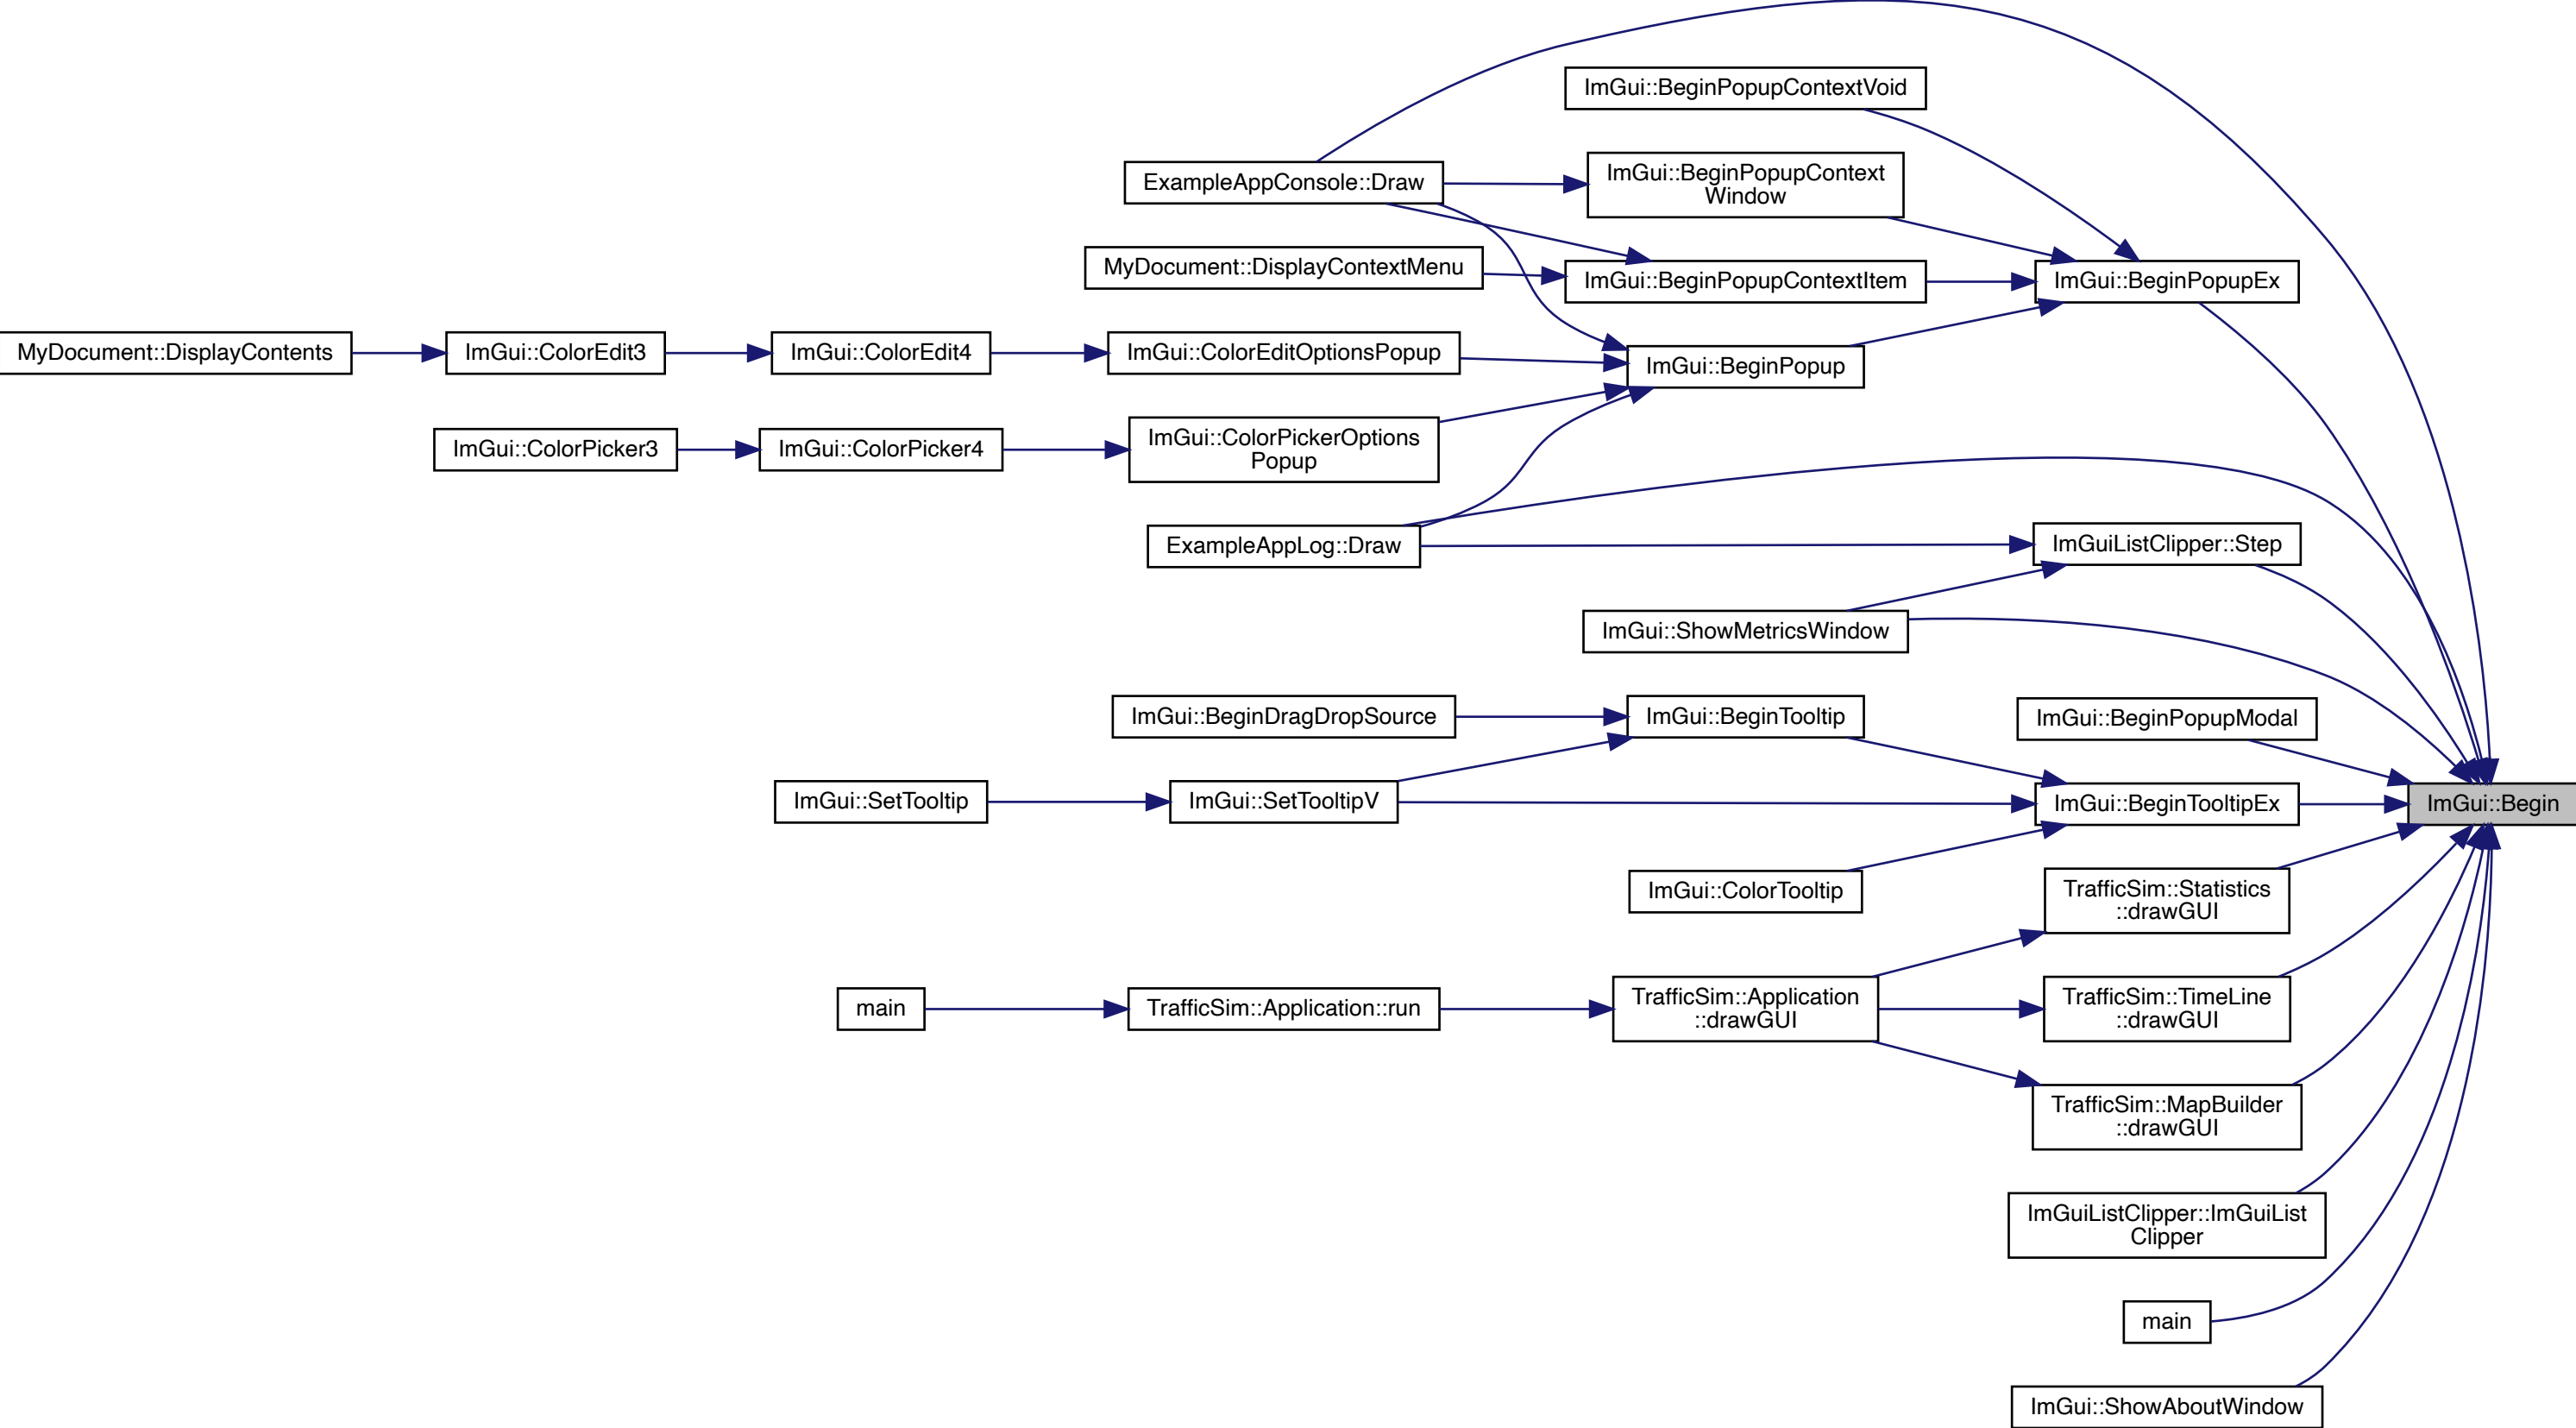 ImGui::BeginPopupContextVoid
ImGui::BeginPopupContext
Window
ExampleAppConsole::Draw
MyDocument::DisplayContextMenu
ImGui::BeginPopupContextItem
ImGui::BeginPopupEx
MyDocument::DisplayContents
ImGui::ColorEdit3
ImGui::ColorEdit4
ImGui::ColorEditOptionsPopup
ImGui::BeginPopup
ImGui::ColorPicker3
ImGui::ColorPicker4
ImGui::ColorPickerOptions
Popup
ExampleAppLog::Draw
ImGuiListClipper::Step
ImGui::ShowMetricsWindow
ImGui::BeginDragDropSource
ImGui::BeginTooltip
ImGui::BeginPopupModal
ImGui::SetTooltip
ImGui::SetTooltipV
ImGui::BeginTooltipEx
ImGui::Begin
ImGui::ColorTooltip
TrafficSim::Statistics
::drawGUI
main
TrafficSim::Application::run
TrafficSim::Application
::drawGUI
TrafficSim::TimeLine
::drawGUI
TrafficSim::MapBuilder
::drawGUI
ImGuiListClipper::ImGuiList
Clipper
main
ImGui::ShowAboutWindow